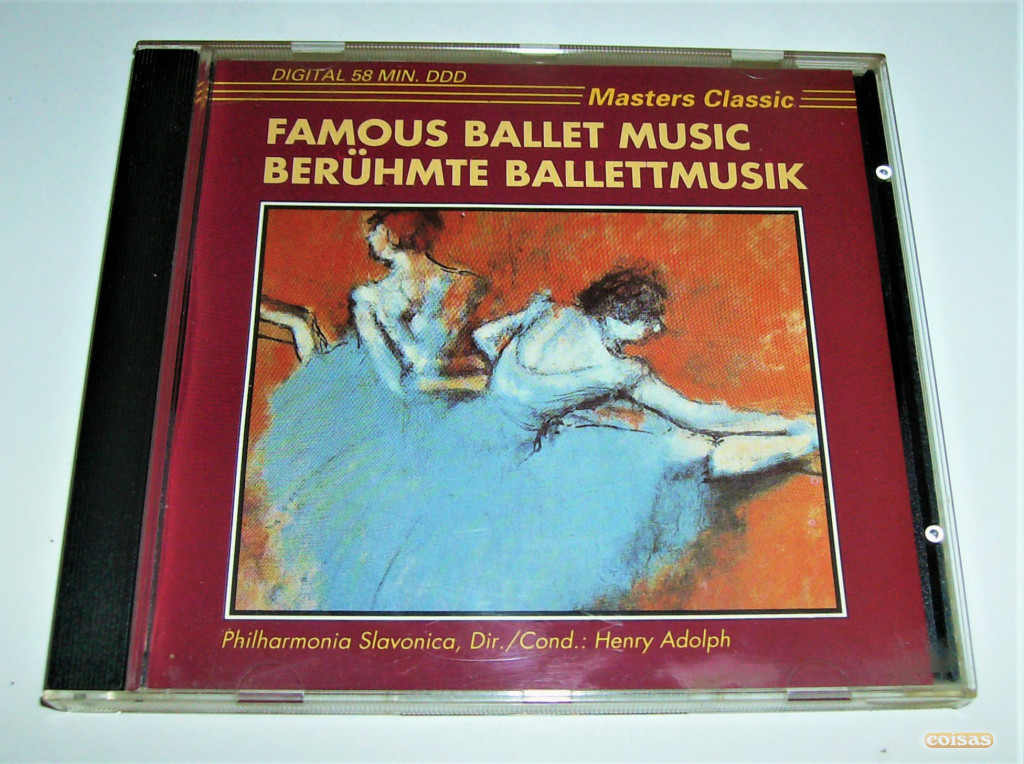 DIGITAL 58 MIN. DDD
Masters Classic
FAMOUS BALLET MUSIC
BERÜHMTE BALLETTMUSIK
Philharmonia Slavonica, Dir./Cond.: Henry Adolph
coisas